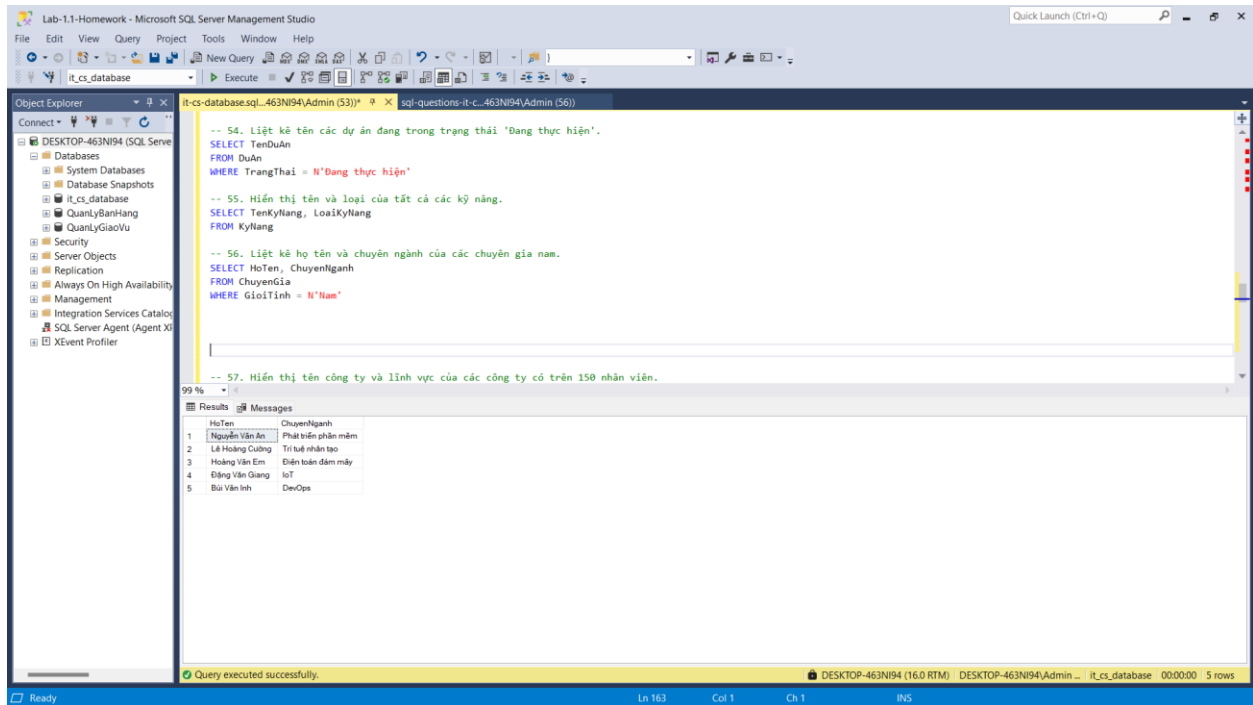 Lab-1.1-Homework - Microsoft SQL Server Management Studio
Quick Launch (Ctrl+Q)
File Edit View Query Project Tools Window Help
New Query
it_cs_database
Execute
Object Explorer
it-cs-database.sql...463NI94\Admin (53))*
sql-questions-it-c...463NI94\Admin (56))
Connect
DESKTOP-463NI94 (SQL Serve
Databases
System Databases
Database Snapshots
it_cs_database
QuanLyBanHang
QuanLyGiaoVu
Security
Server Objects
Replication
Always On High Availability
Management
Integration Services Catalog
SQL Server Agent (Agent XP
XEvent Profiler
-- 54. Liệt kê tên các dự án đang trong trạng thái 'Đang thực hiện'.
SELECT TenDuAn
FROM DuAn
WHERE TrangThai = N'Đang thực hiện'
-- 55. Hiển thị tên và loại của tất cả các kỹ năng.
SELECT TenKyNang, LoaiKyNang
FROM KyNang
-- 56. Liệt kê họ tên và chuyên ngành của các chuyên gia nam.
SELECT HoTen, ChuyenNganh
FROM ChuyenGia
WHERE GioiTinh = N'Nam'
-- 57. Hiển thị tên công ty và lĩnh vực của các công ty có trên 150 nhân viên.
99 %
Results Messages
HoTen ChuyenNganh
1 Nguyễn Văn An Phát triển phần mềm
2 Lê Hoàng Cường Trí tuệ nhân tạo
3 Hoàng Văn Em Điện toán đám mây
4 Đặng Văn Giang IoT
5 Bùi Văn Inh DevOps
Query executed successfully.
DESKTOP-463NI94 (16.0 RTM) DESKTOP-463NI94\Admin ... it_cs_database 00:00:00 5 rows
Ready Ln 163 Col 1 Ch 1 INS